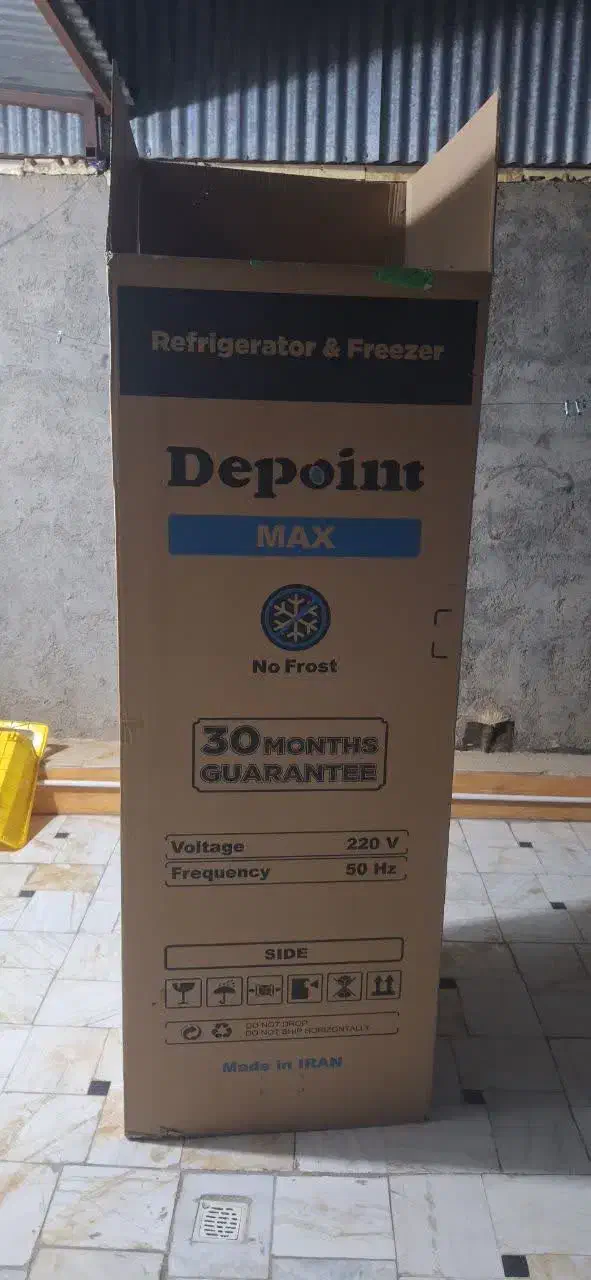 Refrigerator & Freezer
Depoint
MAX
No Frost
30 MONTHS
GUARANTEE
Voltage 220 V
Frequency 50 Hz
SIDE
DO NOT DROP
DO NOT SHIP HORIZONTALLY
Made in IRAN